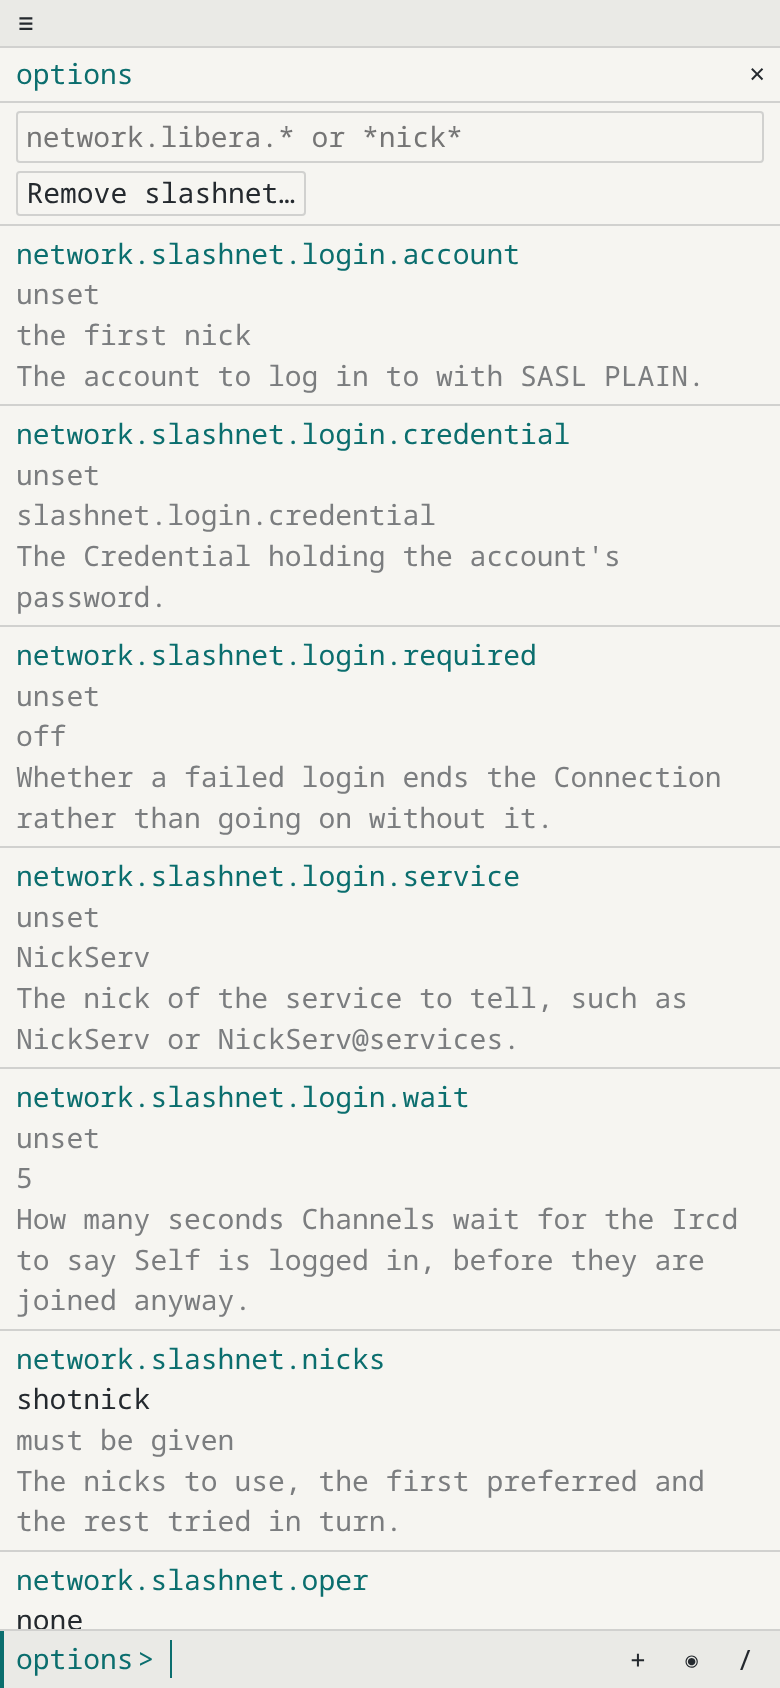 ≡
options ×
network.libera.* or *nick*
Remove slashnet…
network.slashnet.login.account
unset
the first nick
The account to log in to with SASL PLAIN.
network.slashnet.login.credential
unset
slashnet.login.credential
The Credential holding the account's
password.
network.slashnet.login.required
unset
off
Whether a failed login ends the Connection
rather than going on without it.
network.slashnet.login.service
unset
NickServ
The nick of the service to tell, such as
NickServ or NickServ@services.
network.slashnet.login.wait
unset
5
How many seconds Channels wait for the Ircd
to say Self is logged in, before they are
joined anyway.
network.slashnet.nicks
shotnick
must be given
The nicks to use, the first preferred and
the rest tried in turn.
network.slashnet.oper
none
options> + ◉ /